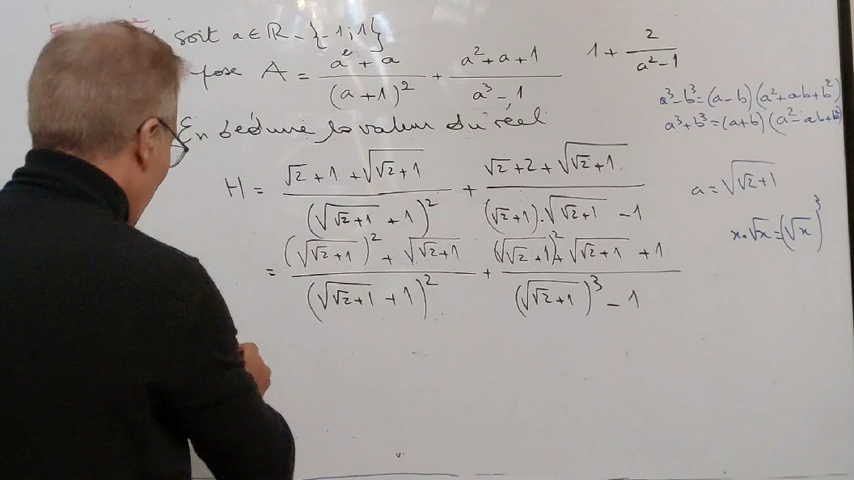 soit a ∈ ℝ - {-1; 1}
pose A = (a² + a)/(a+1)² + (a² + a + 1)/(a³ - 1)
1 + 2/(a² - 1)
a³-b³=(a-b)(a²+ab+b²)
a³+b³=(a+b)(a²-ab+b²
En déduire la valeur du réel
H = (√2 + 1 + √(√2+1))/(√(√2+1) + 1)² + (√2 + 2 + √(√2+1))/((√2+1).√(√2+1) - 1)
a = √(√2+1)
x.√x = (√x)³
= ((√(√2+1))² + √(√2+1))/(√(√2+1) + 1)² + ((√(√2+1))² + √(√2+1) + 1)/((√(√2+1))³ - 1)